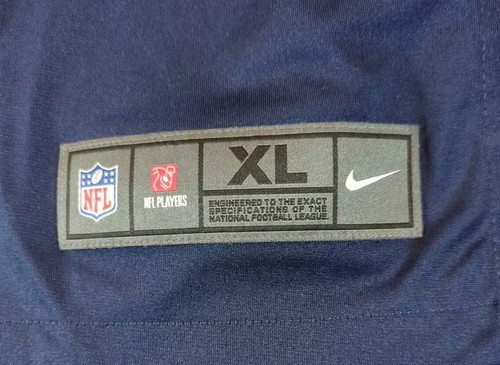 NFL
NFL PLAYERS
XL
ENGINEERED TO THE EXACT
SPECIFICATIONS OF THE
NATIONAL FOOTBALL LEAGUE.